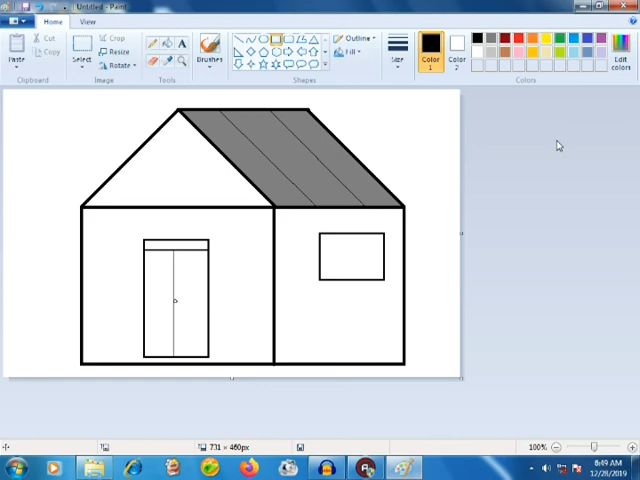 Untitled - Paint
Home View
Paste
Cut
Copy
Select
Crop
Resize
Rotate
A
Brushes
Outline
Fill
Size
Color 1
Color 2
Edit colors
Clipboard Image Tools Shapes Colors
731 × 460px 100%
6:49 AM
12/28/2019